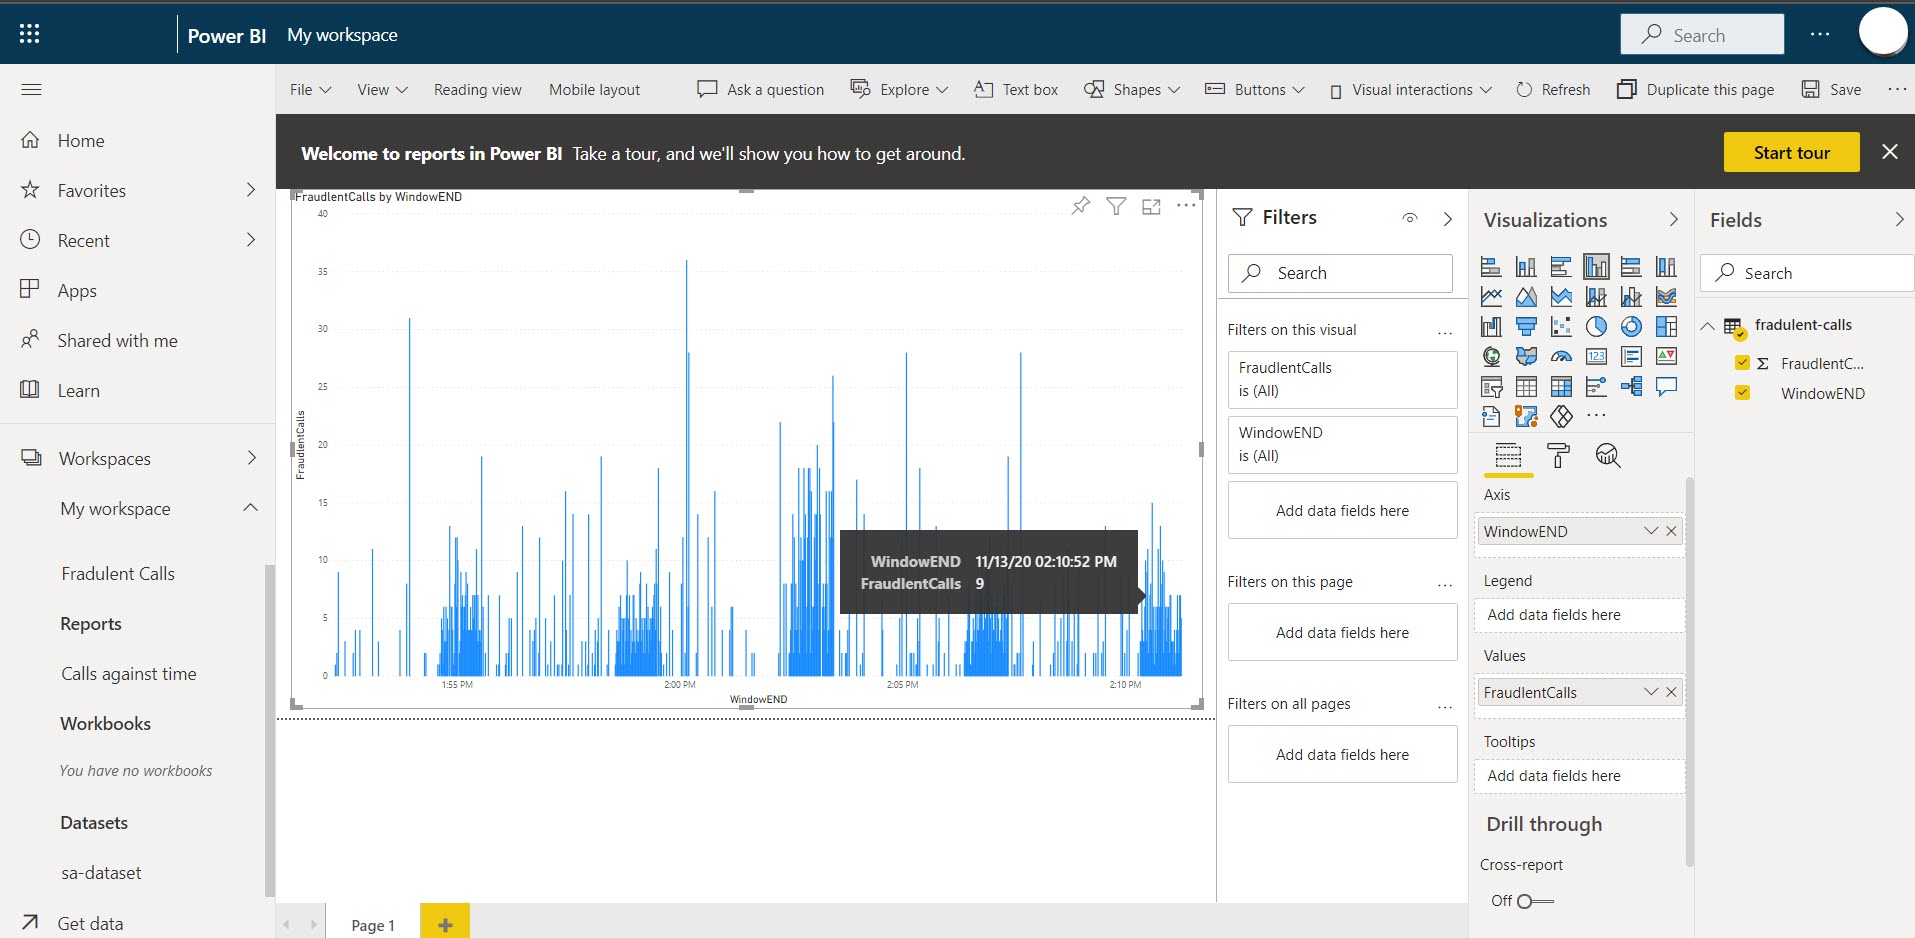 Power BI My workspace
Search
File View Reading view Mobile layout Ask a question Explore Text box Shapes Buttons Visual interactions Refresh Duplicate this page Save
Home
Favorites
Recent
Apps
Shared with me
Learn
Workspaces
My workspace
Fradulent Calls
Reports
Calls against time
Workbooks
You have no workbooks
Datasets
sa-dataset
Get data
Welcome to reports in Power BI Take a tour, and we'll show you how to get around.
Start tour
FraudlentCalls by WindowEND
40
35
30
25
20
15
10
5
0
FraudlentCalls
WindowEND 11/13/20 02:10:52 PM
FraudlentCalls 9
1:55 PM 2:00 PM 2:05 PM 2:10 PM
WindowEND
Page 1
Filters
Search
Filters on this visual
FraudlentCalls
is (All)
WindowEND
is (All)
Add data fields here
Filters on this page
Add data fields here
Filters on all pages
Add data fields here
Visualizations
123
Axis
WindowEND
Legend
Add data fields here
Values
FraudlentCalls
Tooltips
Add data fields here
Drill through
Cross-report
Off
Fields
Search
fradulent-calls
FraudlentC...
WindowEND